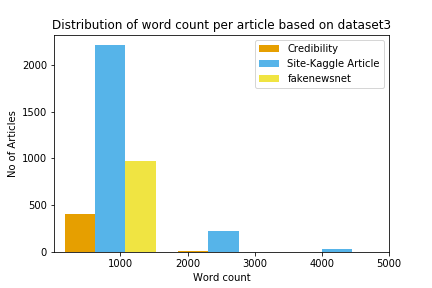 Distribution of word count per article based on dataset3
Credibility
Site-Kaggle Article
fakenewsnet
No of Articles
2000
1500
1000
500
0
1000
2000
3000
4000
5000
Word count